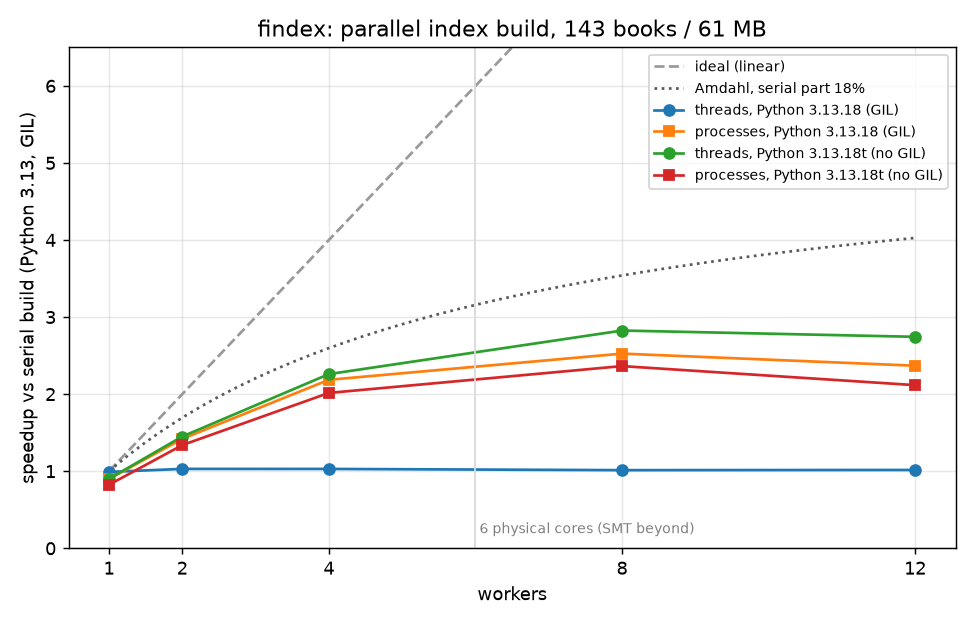 findex: parallel index build, 143 books / 61 MB
speedup vs serial build (Python 3.13, GIL)
6
5
4
3
2
1
0
ideal (linear)
Amdahl, serial part 18%
threads, Python 3.13.18 (GIL)
processes, Python 3.13.18 (GIL)
threads, Python 3.13.18t (no GIL)
processes, Python 3.13.18t (no GIL)
6 physical cores (SMT beyond)
1 2 4 8 12
workers